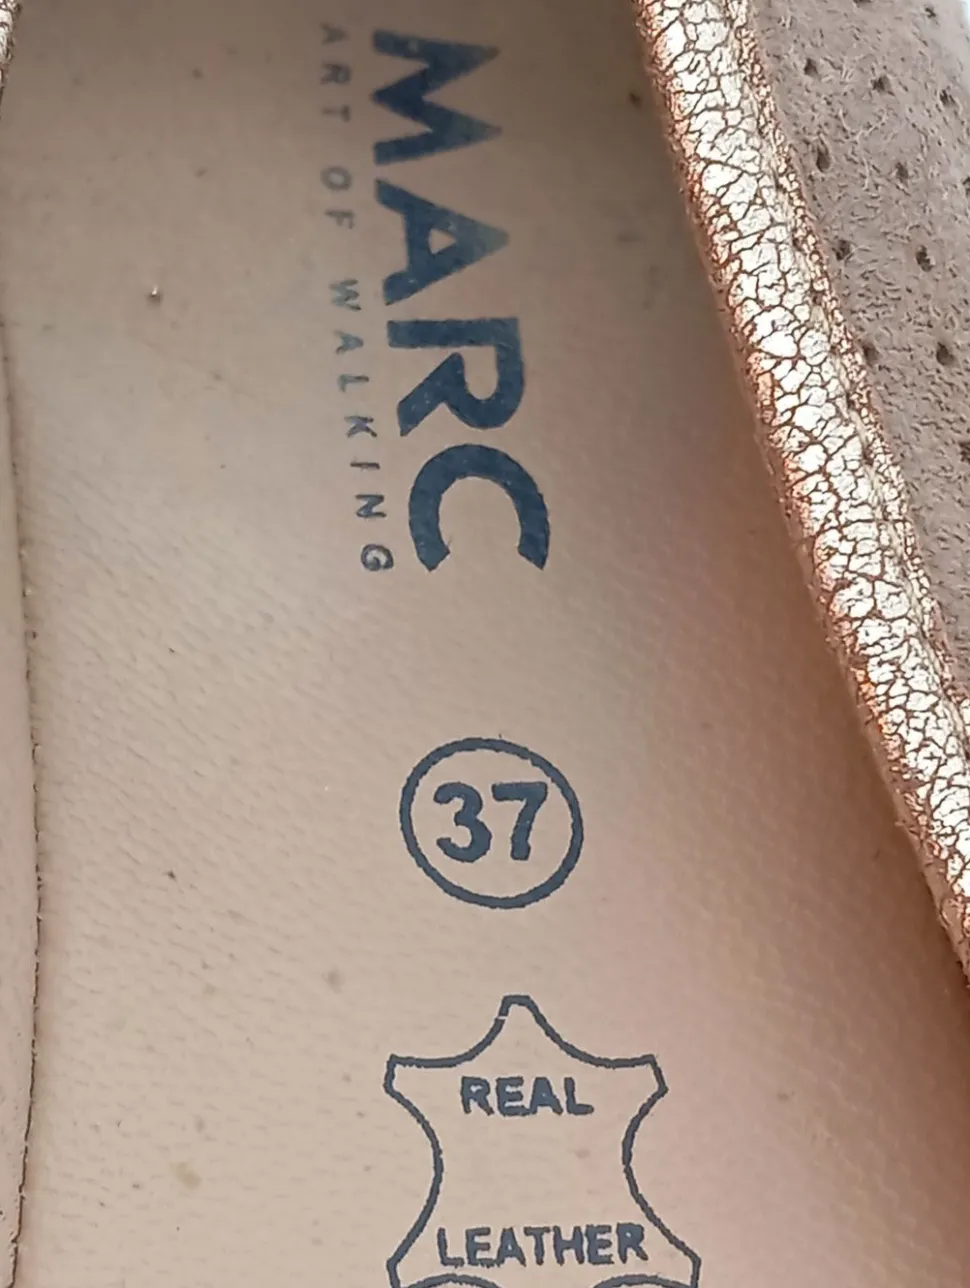 MARC
ART OF WALKING
37
REAL
LEATHER